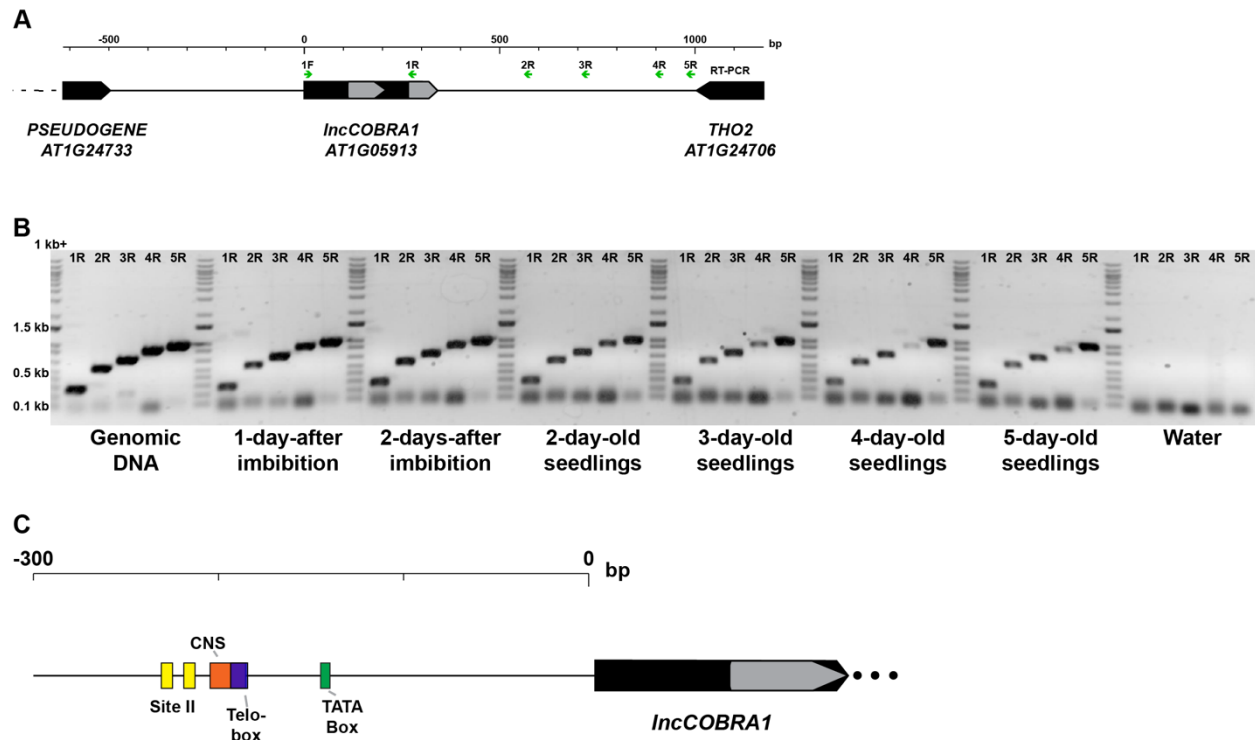 A
-500 0 500 1000 bp
1F 1R 2R 3R 4R 5R RT-PCR
PSEUDOGENE lncCOBRA1 THO2
AT1G24733 AT1G05913 AT1G24706
B
1 kb+
1R 2R 3R 4R 5R 1R 2R 3R 4R 5R 1R 2R 3R 4R 5R 1R 2R 3R 4R 5R 1R 2R 3R 4R 5R 1R 2R 3R 4R 5R 1R 2R 3R 4R 5R 1R 2R 3R 4R 5R
1.5 kb
0.5 kb
0.1 kb
Genomic 1-day-after 2-days-after 2-day-old 3-day-old 4-day-old 5-day-old Water
DNA imbibition imbibition seedlings seedlings seedlings seedlings
C
-300 0 bp
CNS
Site II Telo- TATA
box Box
lncCOBRA1